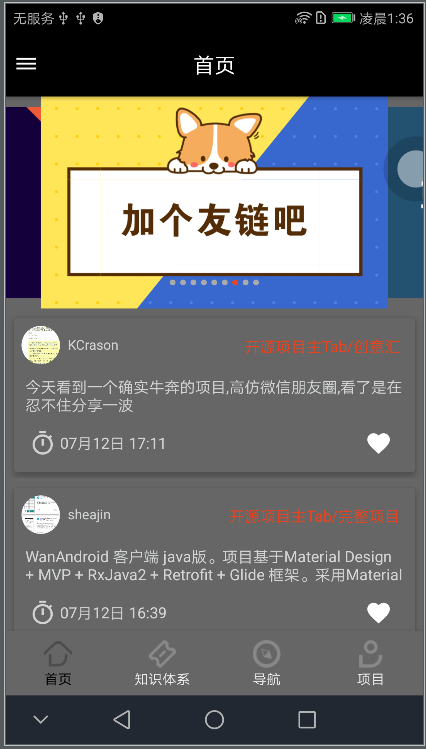 无服务 凌晨1:36
首页
加个友链吧
KCrason 开源项目主Tab/创意汇
今天看到一个确实牛奔的项目,高仿微信朋友圈,看了是在
忍不住分享一波
07月12日 17:11
sheajin 开源项目主Tab/完整项目
WanAndroid 客户端 java版。项目基于Material Design
+ MVP + RxJava2 + Retrofit + Glide 框架。采用Material
07月12日 16:39
首页 知识体系 导航 项目